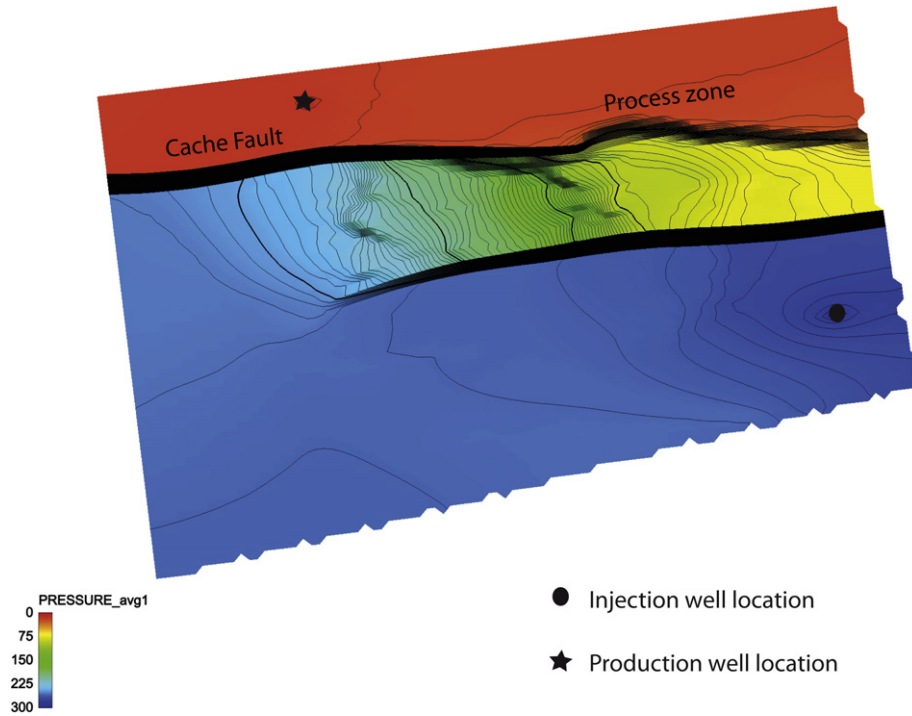 Process zone
Cache Fault
PRESSURE_avg1
0
75
150
225
300
Injection well location
Production well location